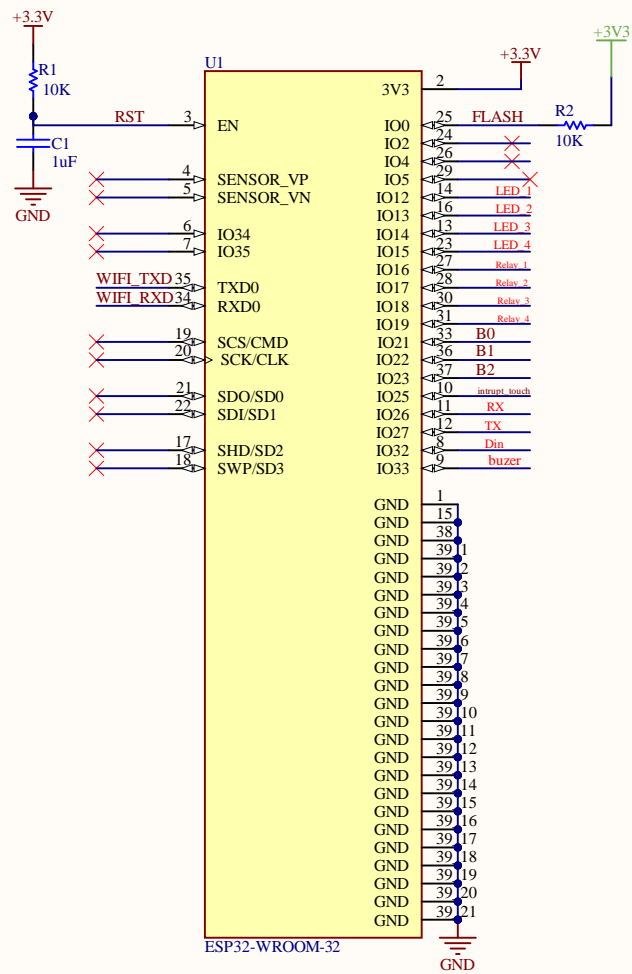 +3.3V
R1
10K
RST
C1
1uF
GND
WIFI_TXD
WIFI_RXD
U1
3 EN
4 SENSOR_VP
5 SENSOR_VN
6 IO34
7 IO35
35 TXD0
34 RXD0
19 SCS/CMD
20 SCK/CLK
21 SDO/SD0
22 SDI/SD1
17 SHD/SD2
18 SWP/SD3
+3.3V
+3V3
3V3 2
IO0 25 FLASH
R2
10K
IO2 24
IO4 26
IO5 29
IO12 14 LED_1
IO13 16 LED_2
IO14 13 LED_3
IO15 23 LED_4
IO16 27 Relay_1
IO17 28 Relay_2
IO18 30 Relay_3
IO19 31 Relay_4
IO21 33 B0
IO22 36 B1
IO23 37 B2
IO25 10 intrupt_touch
IO26 11 RX
IO27 12 TX
IO32 8 Din
IO33 9 buzer
GND 1
GND 15
GND 38
GND 39 1
GND 39 2
GND 39 3
GND 39 4
GND 39 5
GND 39 6
GND 39 7
GND 39 8
GND 39 9
GND 39 10
GND 39 11
GND 39 12
GND 39 13
GND 39 14
GND 39 15
GND 39 16
GND 39 17
GND 39 18
GND 39 19
GND 39 20
GND 39 21
ESP32-WROOM-32
GND